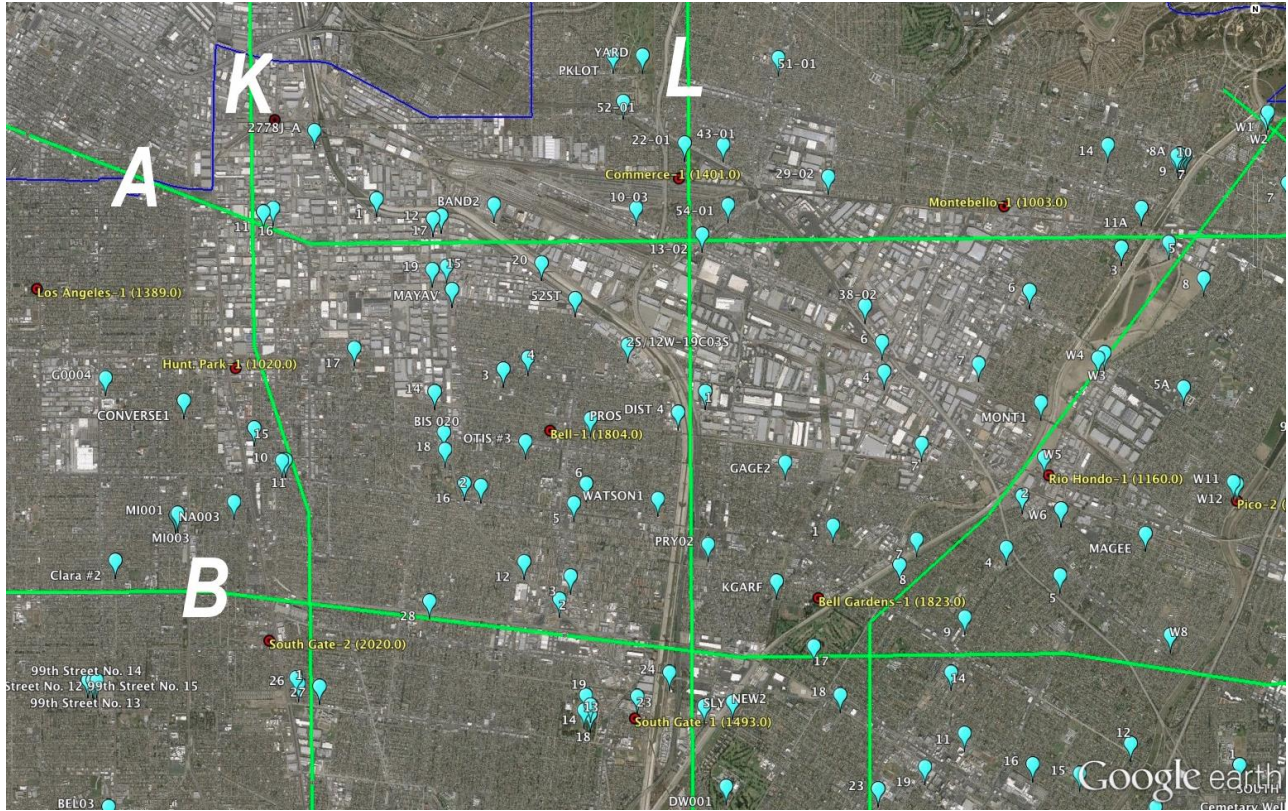 N
YARD
PKLOT
51-01
K
L
2778J-A
52-01
W1
W2
22-01
43-01
14
8A
10
9
7
A
Commerce-1 (1401.0)
29-02
7
1
12
BAND2
10-03
54-01
Montebello-1 (1003.0)
11A
11
16
17
13-02
5
3
19
15
20
Los Angeles-1 (1389.0)
MAYAV
52ST
38-02
6
8
6
2S/12W-19C03S
17
4
W4
W3
Hunt. Park-1 (1020.0)
G0004
3
4
5A
14
1
CONVERSE1
BIS 020
PROS
DIST 4
MONT1
15
OTIS #3
Bell-1 (1804.0)
9
18
10
11
GAGE2
7
W5
Rio Hondo-1 (1160.0)
W11
16
2
6
WATSON1
2
W12
Pico-2 (
MI001
NA003
5
W6
MI003
1
PRY02
7
MAGEE
Clara #2
12
8
4
B
3
KGARF
5
2
Bell Gardens-1 (1823.0)
28
9
South Gate-2 (2020.0)
W8
17
99th Street No. 14
1
24
14
Street No. 12
99th Street No. 15
26
27
19
23
SLY
NEW2
18
99th Street No. 13
13
14
South Gate-1 (1493.0)
18
11
12
16
15
19
1
Google earth
23
DW001
BEL03
SOUTH
Cemetary Wel